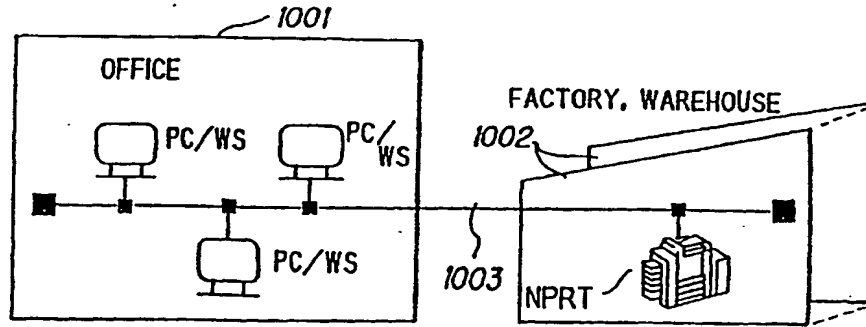 1001
OFFICE
PC/WS
PC/
WS
PC/WS
FACTORY, WAREHOUSE
1002
1003
NPRT